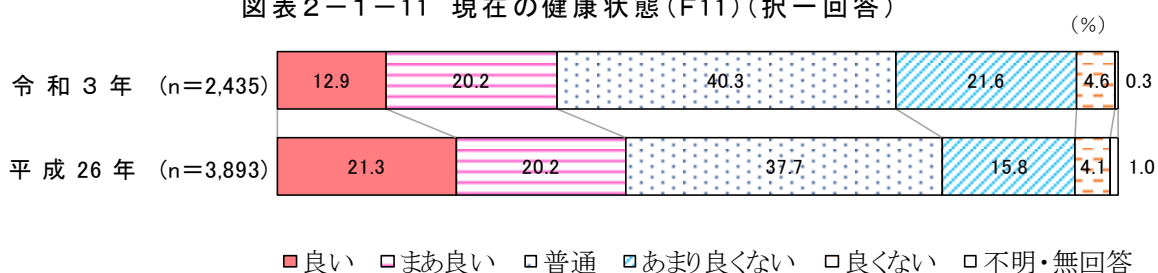 図表2-1-11 現在の健康状態(F11)(択一回答)
(%)
令和3年 (n=2,435) 12.9 20.2 40.3 21.6 4.6 0.3
平成26年 (n=3,893) 21.3 20.2 37.7 15.8 4.1 1.0
良い まあ良い 普通 あまり良くない 良くない 不明・無回答